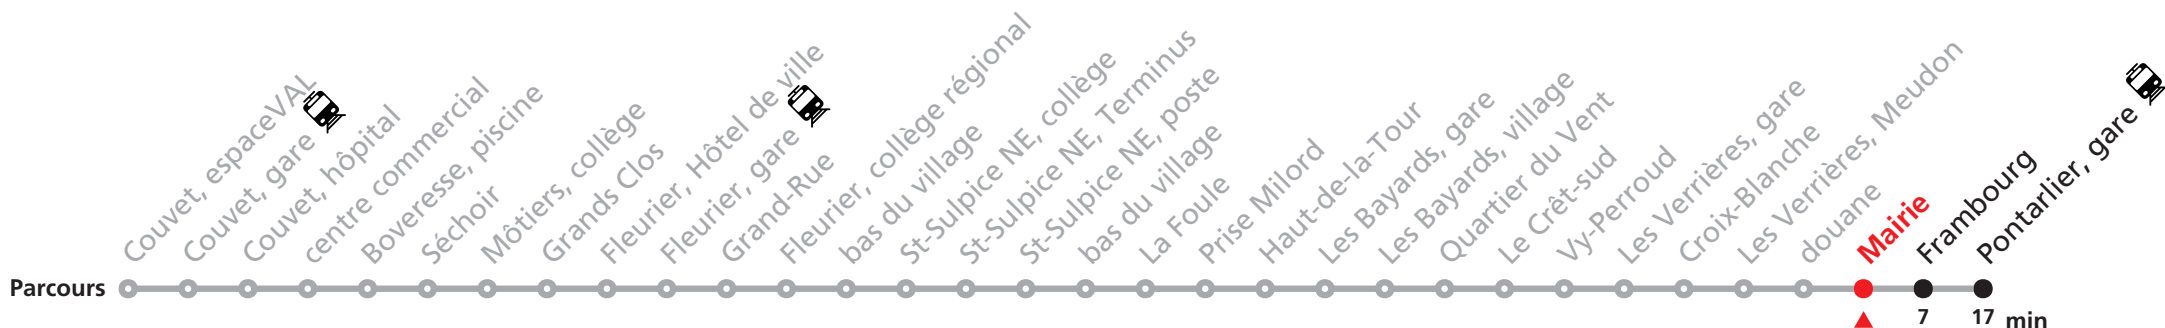 Couvet, espaceVAL
Couvet, gare
Couvet, hôpital
centre commercial
Boveresse, piscine
Séchoir
Môtiers, collège
Grands Clos
Fleurier, Hôtel de ville
Fleurier, gare
Grand-Rue
Fleurier, collège régional
bas du village
St-Sulpice NE, collège
St-Sulpice NE, Terminus
St-Sulpice NE, poste
bas du village
La Foule
Prise Milord
Haut-de-la-Tour
Les Bayards, gare
Les Bayards, village
Quartier du Vent
Le Crêt-sud
Vy-Perroud
Les Verrières, gare
Croix-Blanche
Les Verrières, Meudon
douane
Mairie
Frambourg
Pontarlier, gare
Parcours
7 17 min